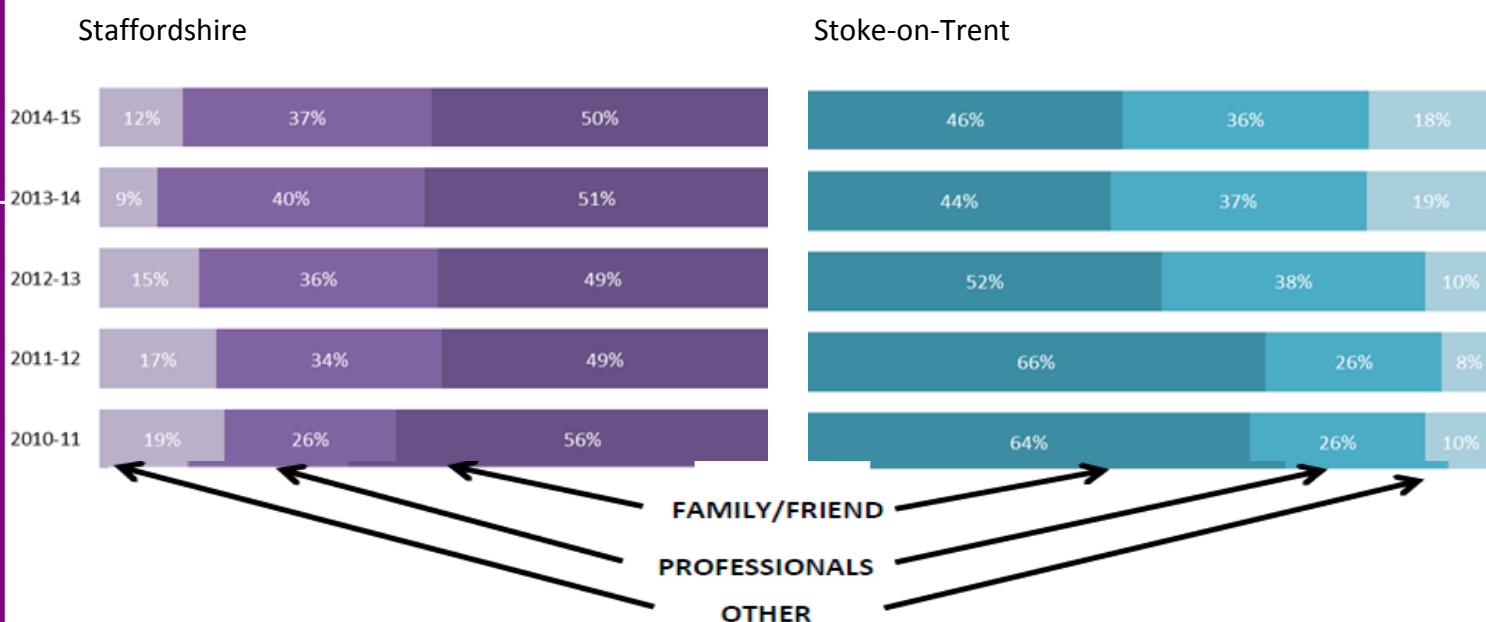 Staffordshire Stoke-on-Trent
2014-15 12% 37% 50% 46% 36% 18%
2013-14 9% 40% 51% 44% 37% 19%
2012-13 15% 36% 49% 52% 38% 10%
2011-12 17% 34% 49% 66% 26% 8%
2010-11 19% 26% 56% 64% 26% 10%
FAMILY/FRIEND
PROFESSIONALS
OTHER